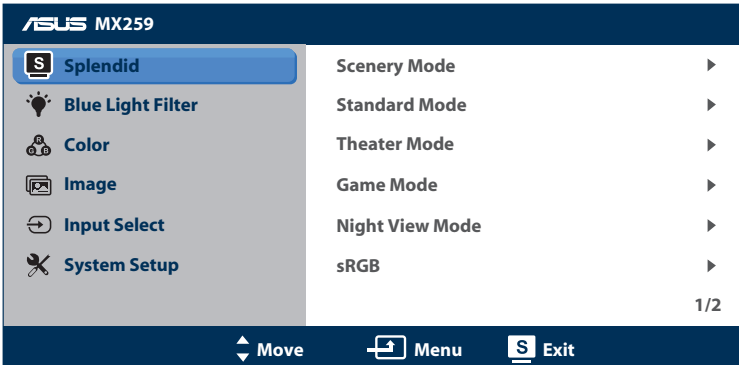 ASUS MX259
S Splendid
Blue Light Filter
R G B Color
Image
Input Select
System Setup
Scenery Mode
Standard Mode
Theater Mode
Game Mode
Night View Mode
sRGB
1/2
Move Menu S Exit